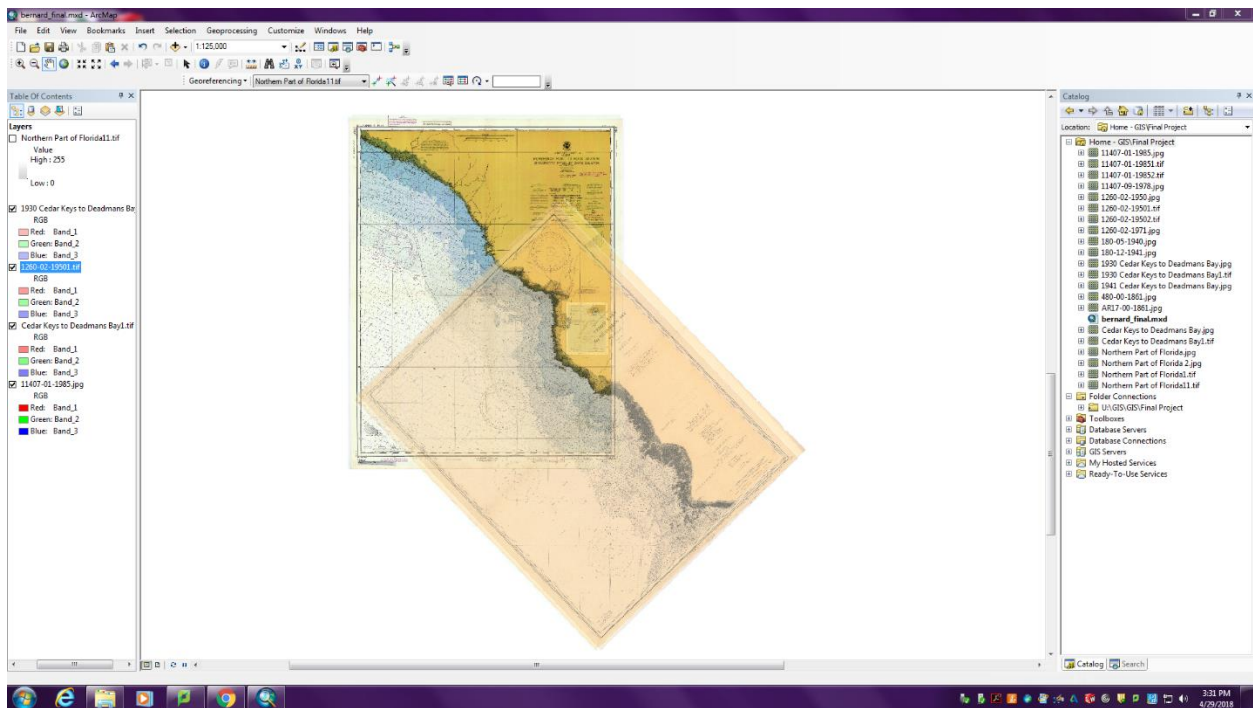 bernard_final.mxd - ArcMap
File Edit View Bookmarks Insert Selection Geoprocessing Customize Windows Help
1:125,000
Georeferencing Northern Part of Florida11.tif
Table Of Contents
Layers
Northern Part of Florida11.tif
Value
High : 255
Low : 0
1930 Cedar Keys to Deadmans Ba
RGB
Red: Band_1
Green: Band_2
Blue: Band_3
1260-02-19501.tif
RGB
Red: Band_1
Green: Band_2
Blue: Band_3
Cedar Keys to Deadmans Bay1.tif
RGB
Red: Band_1
Green: Band_2
Blue: Band_3
11407-01-1985.jpg
RGB
Red: Band_1
Green: Band_2
Blue: Band_3
Catalog
Location: Home - GIS\Final Project
Home - GIS\Final Project
11407-01-1985.jpg
11407-01-19851.tif
11407-01-19852.tif
11407-09-1978.jpg
1260-02-1950.jpg
1260-02-19501.tif
1260-02-19502.tif
1260-02-1971.jpg
180-05-1940.jpg
180-12-1941.jpg
1930 Cedar Keys to Deadmans Bay.jpg
1930 Cedar Keys to Deadmans Bay1.tif
1941 Cedar Keys to Deadmans Bay.jpg
480-00-1861.jpg
AR17-00-1861.jpg
bernard_final.mxd
Cedar Keys to Deadmans Bay.jpg
Cedar Keys to Deadmans Bay1.tif
Northern Part of Florida.jpg
Northern Part of Florida 2.jpg
Northern Part of Florida1.tif
Northern Part of Florida11.tif
Folder Connections
U:\GIS\GIS\Final Project
Toolboxes
Database Servers
Database Connections
GIS Servers
My Hosted Services
Ready-To-Use Services
Catalog Search
3:31 PM
4/29/2018